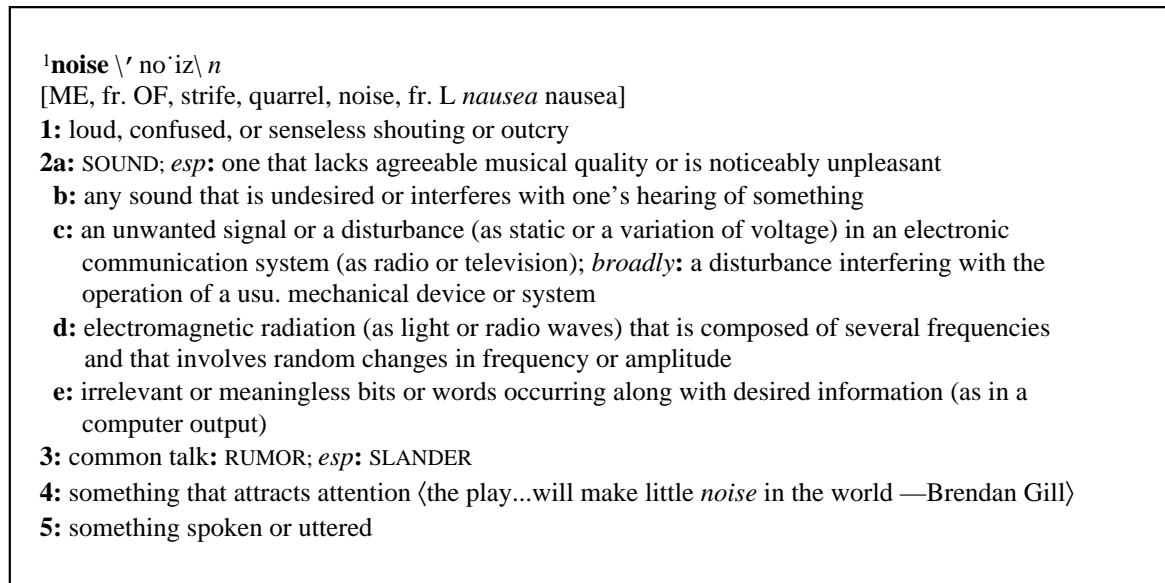 ¹noise \′ no˙iz\ n
[ME, fr. OF, strife, quarrel, noise, fr. L nausea nausea]
1: loud, confused, or senseless shouting or outcry
2a: SOUND; esp: one that lacks agreeable musical quality or is noticeably unpleasant
b: any sound that is undesired or interferes with one’s hearing of something
c: an unwanted signal or a disturbance (as static or a variation of voltage) in an electronic
communication system (as radio or television); broadly: a disturbance interfering with the
operation of a usu. mechanical device or system
d: electromagnetic radiation (as light or radio waves) that is composed of several frequencies
and that involves random changes in frequency or amplitude
e: irrelevant or meaningless bits or words occurring along with desired information (as in a
computer output)
3: common talk: RUMOR; esp: SLANDER
4: something that attracts attention ⟨the play...will make little noise in the world —Brendan Gill⟩
5: something spoken or uttered